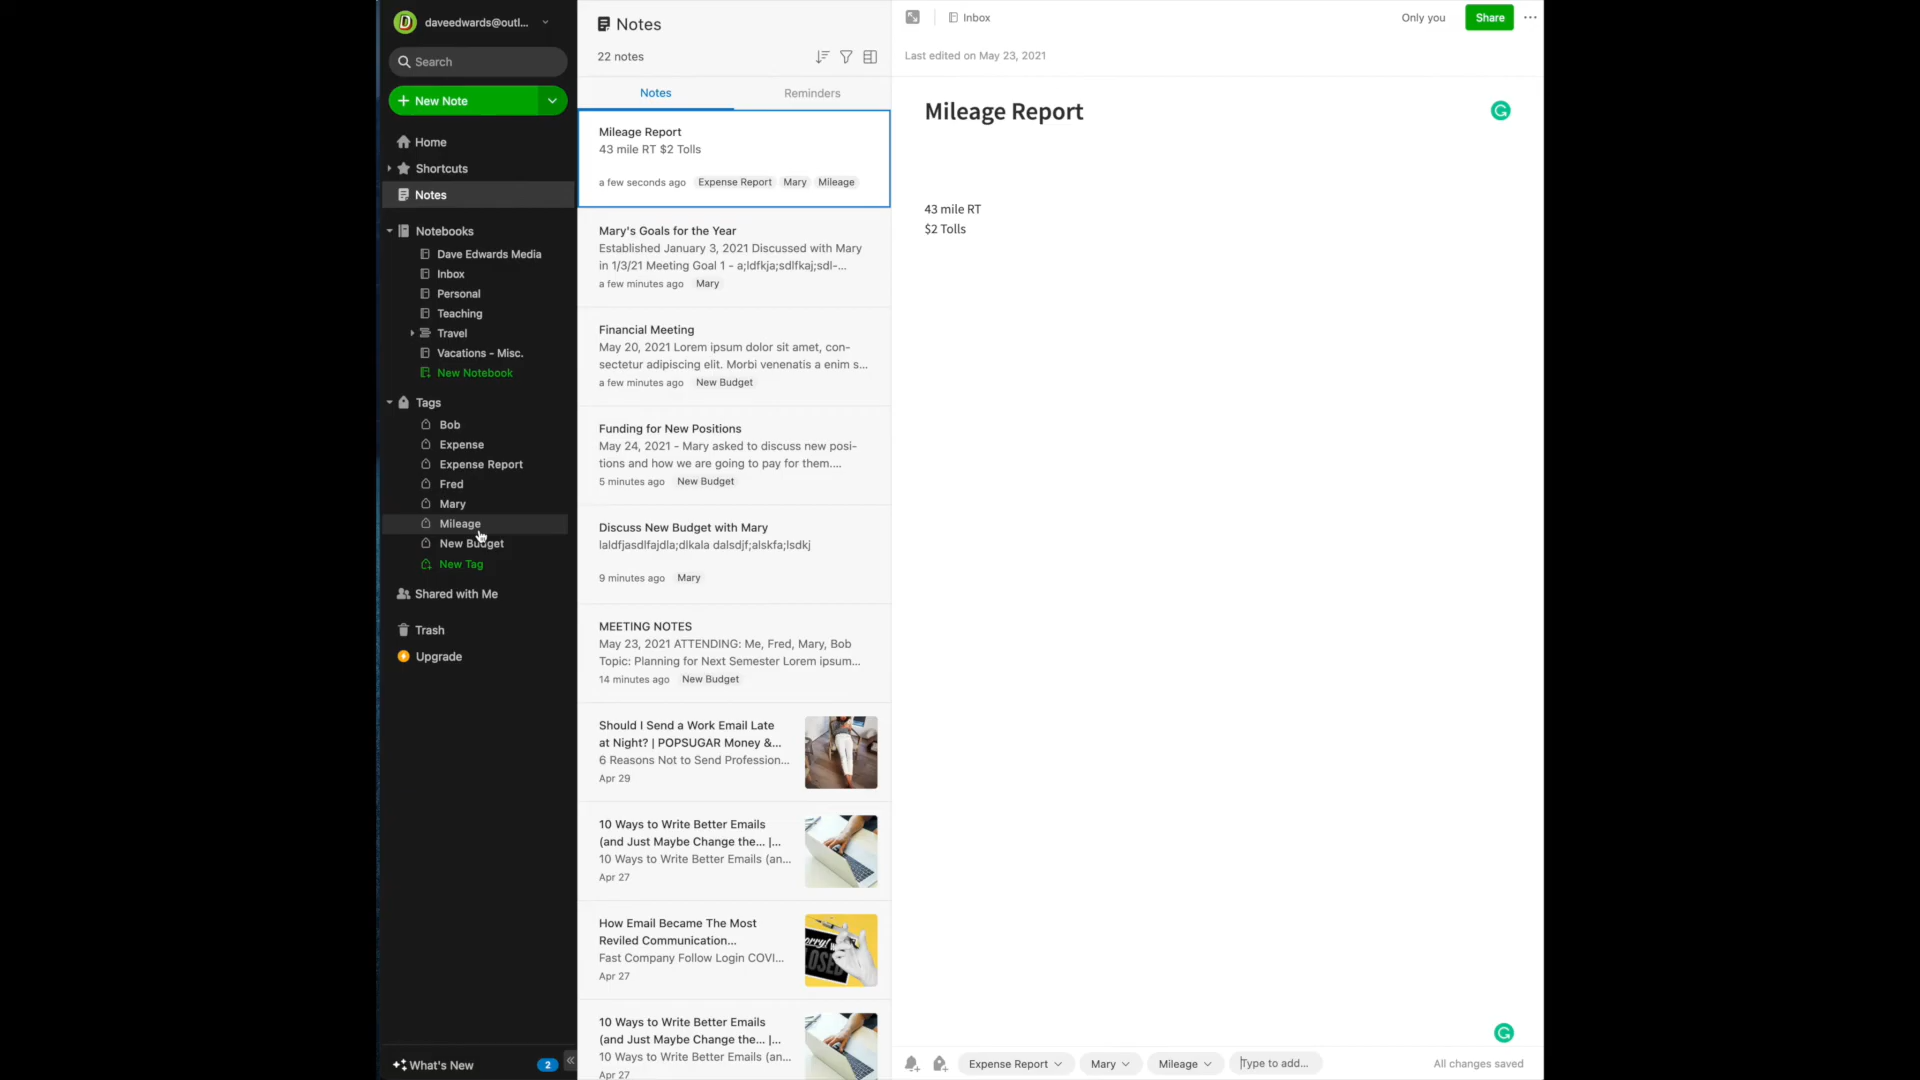 D daveedwards@outl...
Search
New Note
Home
Shortcuts
Notes
Notebooks
Dave Edwards Media
Inbox
Personal
Teaching
Travel
Vacations - Misc.
New Notebook
Tags
Bob
Expense
Expense Report
Fred
Mary
Mileage
New Budget
New Tag
Shared with Me
Trash
Upgrade
What's New 2
Notes
22 notes
Notes Reminders
Mileage Report
43 mile RT $2 Tolls
a few seconds ago Expense Report Mary Mileage
Mary's Goals for the Year
Established January 3, 2021 Discussed with Mary
in 1/3/21 Meeting Goal 1 - a;ldfkja;sdlfkaj;sdl-...
a few minutes ago Mary
Financial Meeting
May 20, 2021 Lorem ipsum dolor sit amet, con-
sectetur adipiscing elit. Morbi venenatis a enim s...
a few minutes ago New Budget
Funding for New Positions
May 24, 2021 - Mary asked to discuss new posi-
tions and how we are going to pay for them....
5 minutes ago New Budget
Discuss New Budget with Mary
laldfjasdlfajdla;dlkala dalsdjf;alskfa;lsdkj
9 minutes ago Mary
MEETING NOTES
May 23, 2021 ATTENDING: Me, Fred, Mary, Bob
Topic: Planning for Next Semester Lorem ipsum...
14 minutes ago New Budget
Should I Send a Work Email Late
at Night? | POPSUGAR Money &...
6 Reasons Not to Send Profession...
Apr 29
10 Ways to Write Better Emails
(and Just Maybe Change the... |...
10 Ways to Write Better Emails (an...
Apr 27
How Email Became The Most
Reviled Communication...
Fast Company Follow Login COVI...
Apr 27
10 Ways to Write Better Emails
(and Just Maybe Change the... |...
10 Ways to Write Better Emails (an...
Apr 27
Inbox
Only you
Share
Last edited on May 23, 2021
Mileage Report
43 mile RT
$2 Tolls
Expense Report Mary Mileage Type to add...
All changes saved